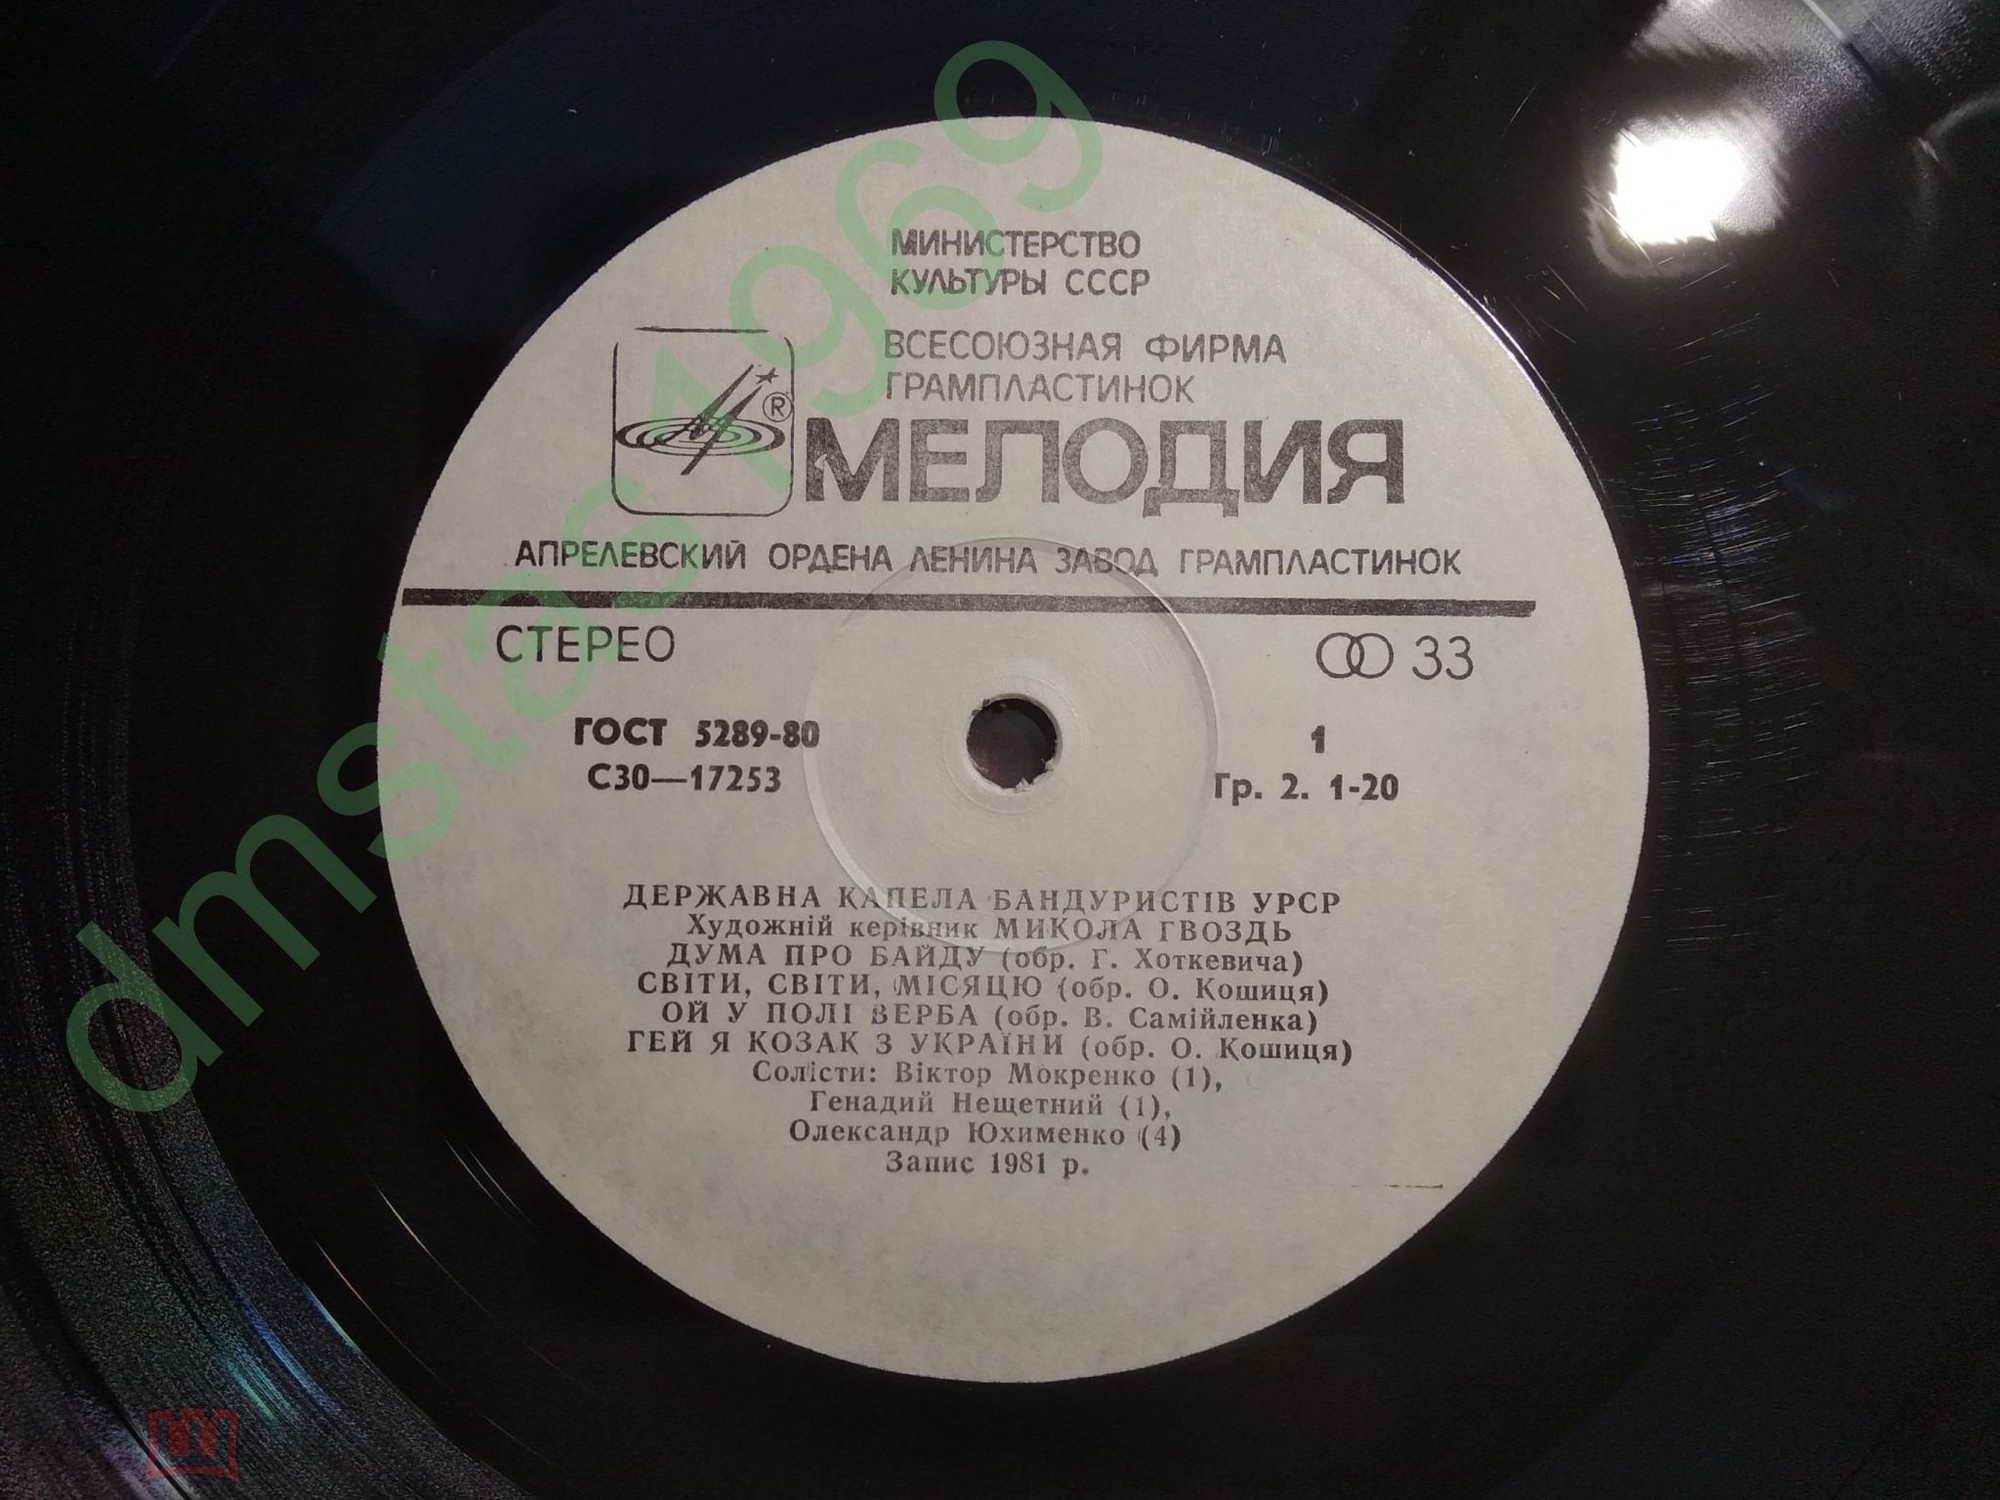 МИНИСТЕРСТВО
КУЛЬТУРЫ СССР
ВСЕСОЮЗНАЯ ФИРМА
ГРАМПЛАСТИНОК
®
МЕЛОДИЯ
АПРЕЛЕВСКИЙ ОРДЕНА ЛЕНИНА ЗАВОД ГРАМПЛАСТИНОК
СТЕРЕО
33
ГОСТ 5289-80
1
С30—17253
Гр. 2. 1-20
ДЕРЖАВНА КАПЕЛА БАНДУРИСТІВ УРСР
Художній керівник МИКОЛА ГВОЗДЬ
ДУМА ПРО БАЙДУ (обр. Г. Хоткевича)
СВІТИ, СВІТИ, МІСЯЦЮ (обр. О. Кошиця)
ОЙ У ПОЛІ ВЕРБА (обр. В. Самійленка)
ГЕЙ Я КОЗАК З УКРАЇНИ (обр. О. Кошиця)
Солісти: Віктор Мокренко (1),
Генадий Нещетний (1),
Олександр Юхименко (4)
Запис 1981 р.
dmstas1969